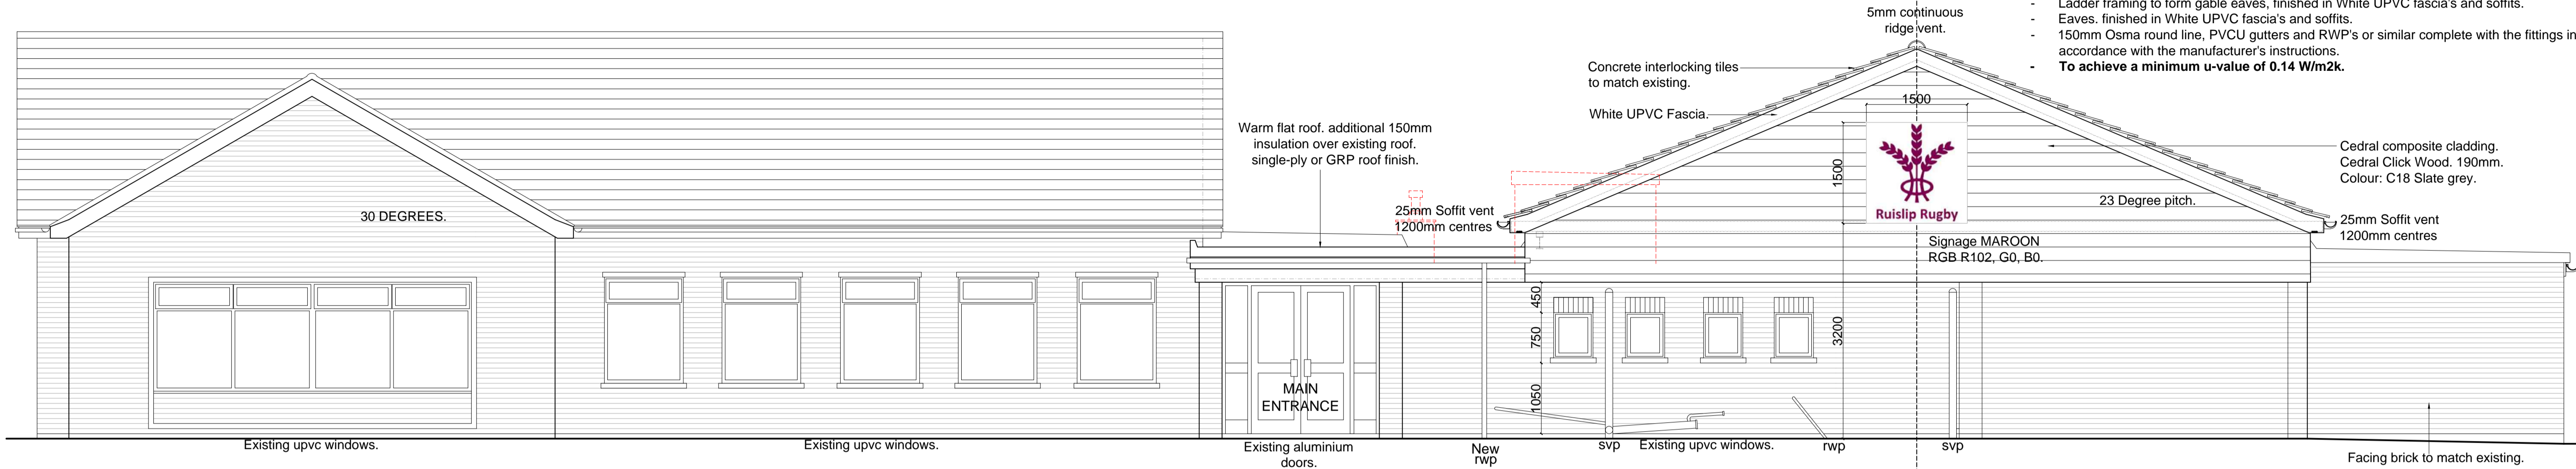 - Ladder framing to form gable eaves, finished in White UPVC fascia's and soffits.
- Eaves. finished in White UPVC fascia's and soffits.
- 150mm Osma round line, PVCU gutters and RWP's or similar complete with the fittings in
accordance with the manufacturer's instructions.
- To achieve a minimum u-value of 0.14 W/m2k.
5mm continuous
ridge vent.
Concrete interlocking tiles
to match existing.
White UPVC Fascia.
1500
1500
Ruislip Rugby
Cedral composite cladding.
Cedral Click Wood. 190mm.
Colour: C18 Slate grey.
Warm flat roof. additional 150mm
insulation over existing roof.
single-ply or GRP roof finish.
30 DEGREES.
25mm Soffit vent
1200mm centres
23 Degree pitch.
25mm Soffit vent
1200mm centres
Signage MAROON
RGB R102, G0, B0.
450
750
1050
3200
MAIN
ENTRANCE
Existing upvc windows.
Existing upvc windows.
Existing aluminium
doors.
New
rwp
svp
Existing upvc windows.
rwp
svp
Facing brick to match existing.